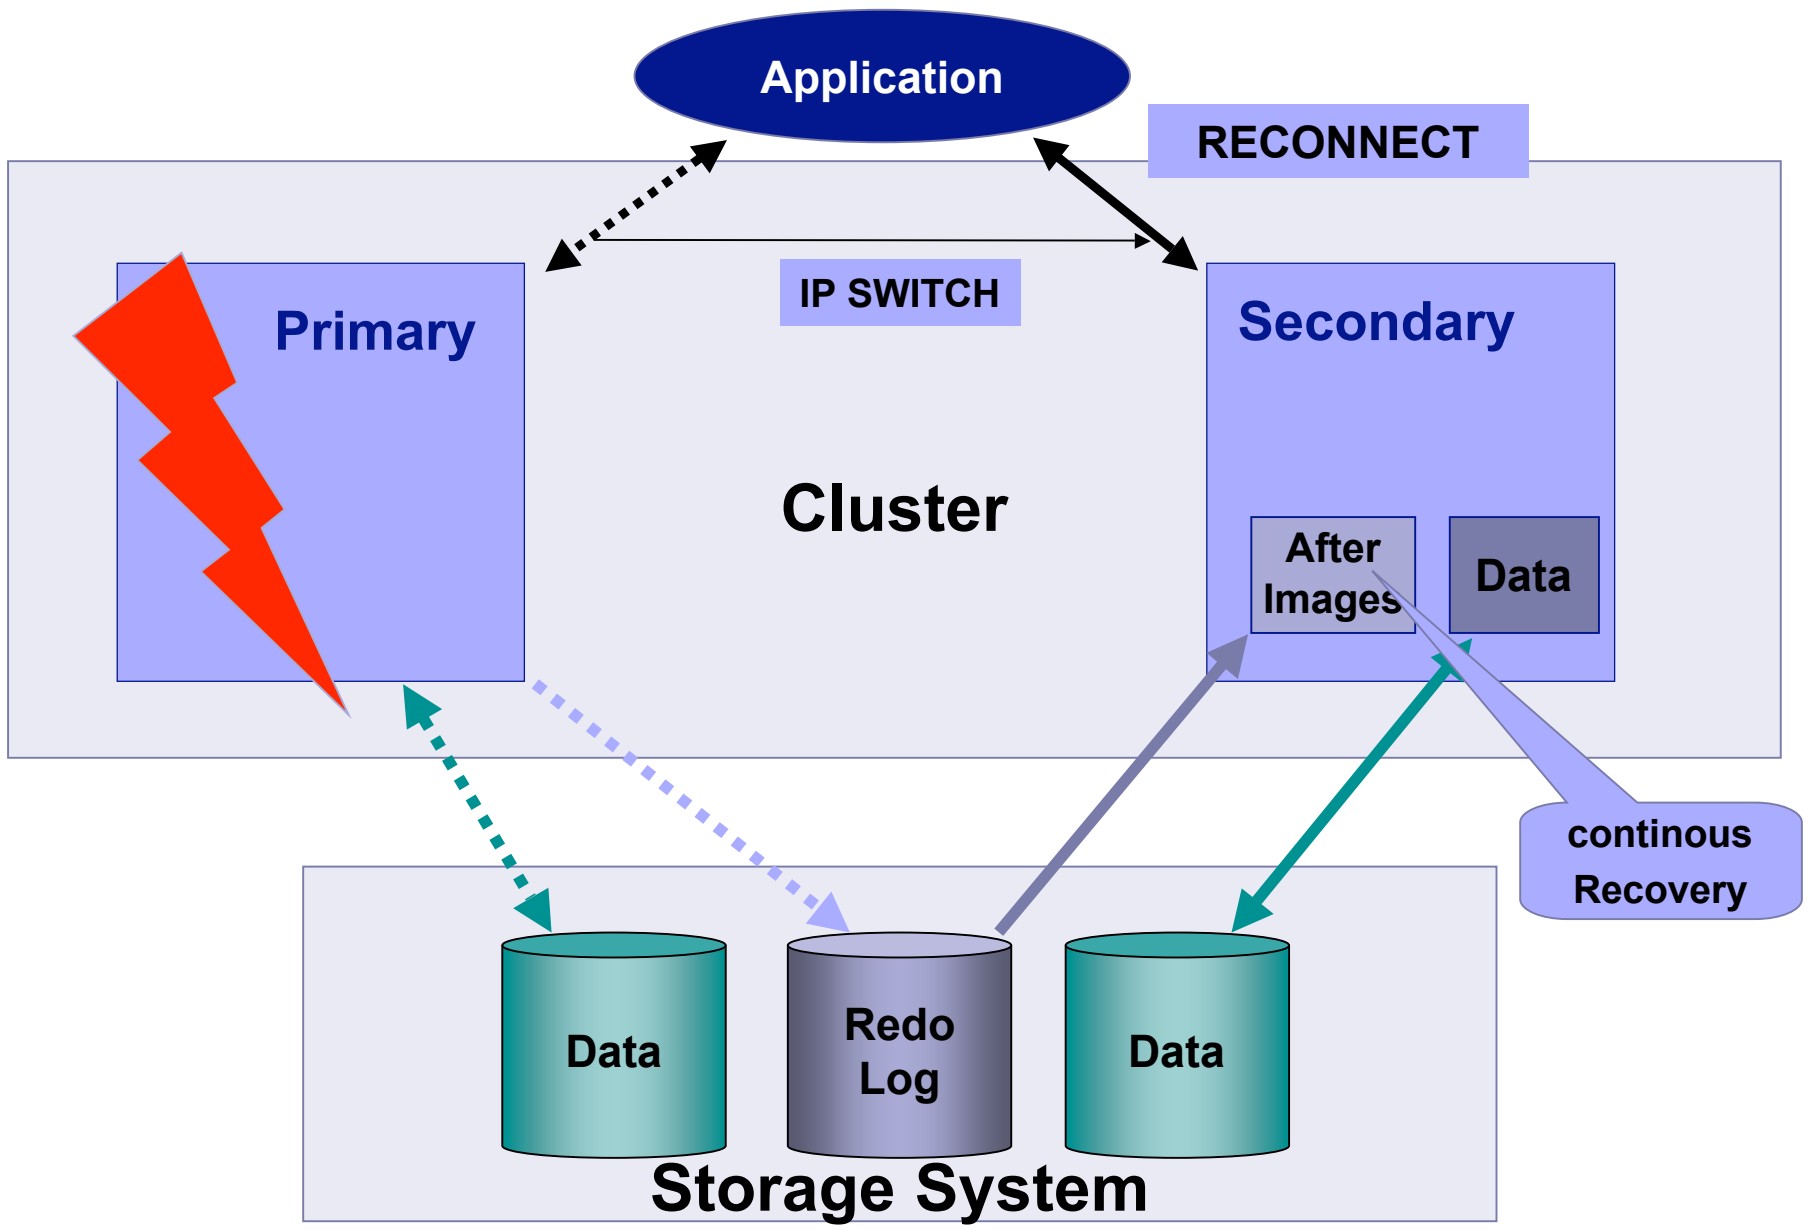 Application
RECONNECT
IP SWITCH
Primary
Secondary
Cluster
After
Images
Data
continous
Recovery
Data
Redo
Log
Data
Storage System